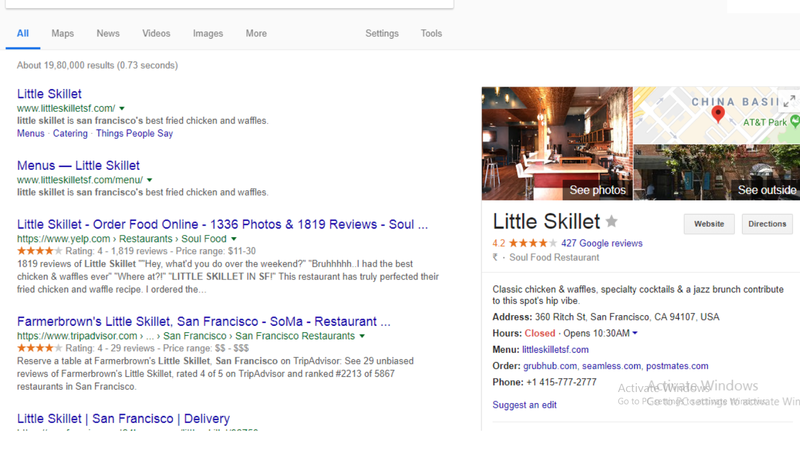 All Maps News Videos Images More Settings Tools
About 19,80,000 results (0.73 seconds)
Little Skillet
www.littleskilletsf.com/
little skillet is san francisco's best fried chicken and waffles.
Menus · Catering · Things People Say
Menus — Little Skillet
www.littleskilletsf.com/menu/
little skillet is san francisco's best fried chicken and waffles.
Little Skillet - Order Food Online - 1336 Photos & 1819 Reviews - Soul ...
https://www.yelp.com › Restaurants › Soul Food
Rating: 4 - 1,819 reviews - Price range: $11-30
1819 reviews of Little Skillet ""Hey, what'd you do over the weekend?" "Bruhhhhh..I had the best
chicken & waffles ever" "Where at?!" "LITTLE SKILLET IN SF!" This restaurant has truly perfected their
fried chicken and waffle recipe. I ordered the...
Farmerbrown's Little Skillet, San Francisco - SoMa - Restaurant ...
https://www.tripadvisor.com › ... › San Francisco › San Francisco Restaurants
Rating: 4 - 29 reviews - Price range: $$ - $$$
Reserve a table at Farmerbrown's Little Skillet, San Francisco on TripAdvisor: See 29 unbiased
reviews of Farmerbrown's Little Skillet, rated 4 of 5 on TripAdvisor and ranked #2213 of 5867
restaurants in San Francisco.
Little Skillet | San Francisco | Delivery
CHINA BASIN
AT&T Park
See photos
See outside
Little Skillet
Website
Directions
4.2 427 Google reviews
₹ · Soul Food Restaurant
Classic chicken & waffles, specialty cocktails & a jazz brunch contribute
to this spot's hip vibe.
Address: 360 Ritch St, San Francisco, CA 94107, USA
Hours: Closed · Opens 10:30AM
Menu: littleskilletsf.com
Order: grubhub.com, seamless.com, postmates.com
Phone: +1 415-777-2777
Suggest an edit
Activate Windows
Activate Windows
Go to PC settings to activate Windows.